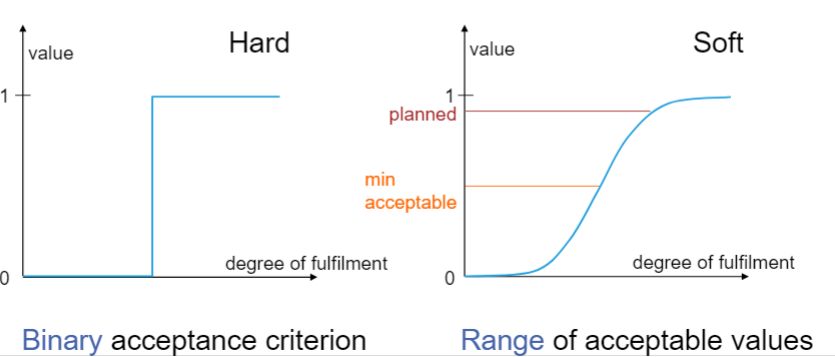 Hard
value
1
0
degree of fulfilment
Binary acceptance criterion
Soft
value
1
planned
min
acceptable
0
degree of fulfilment
Range of acceptable values